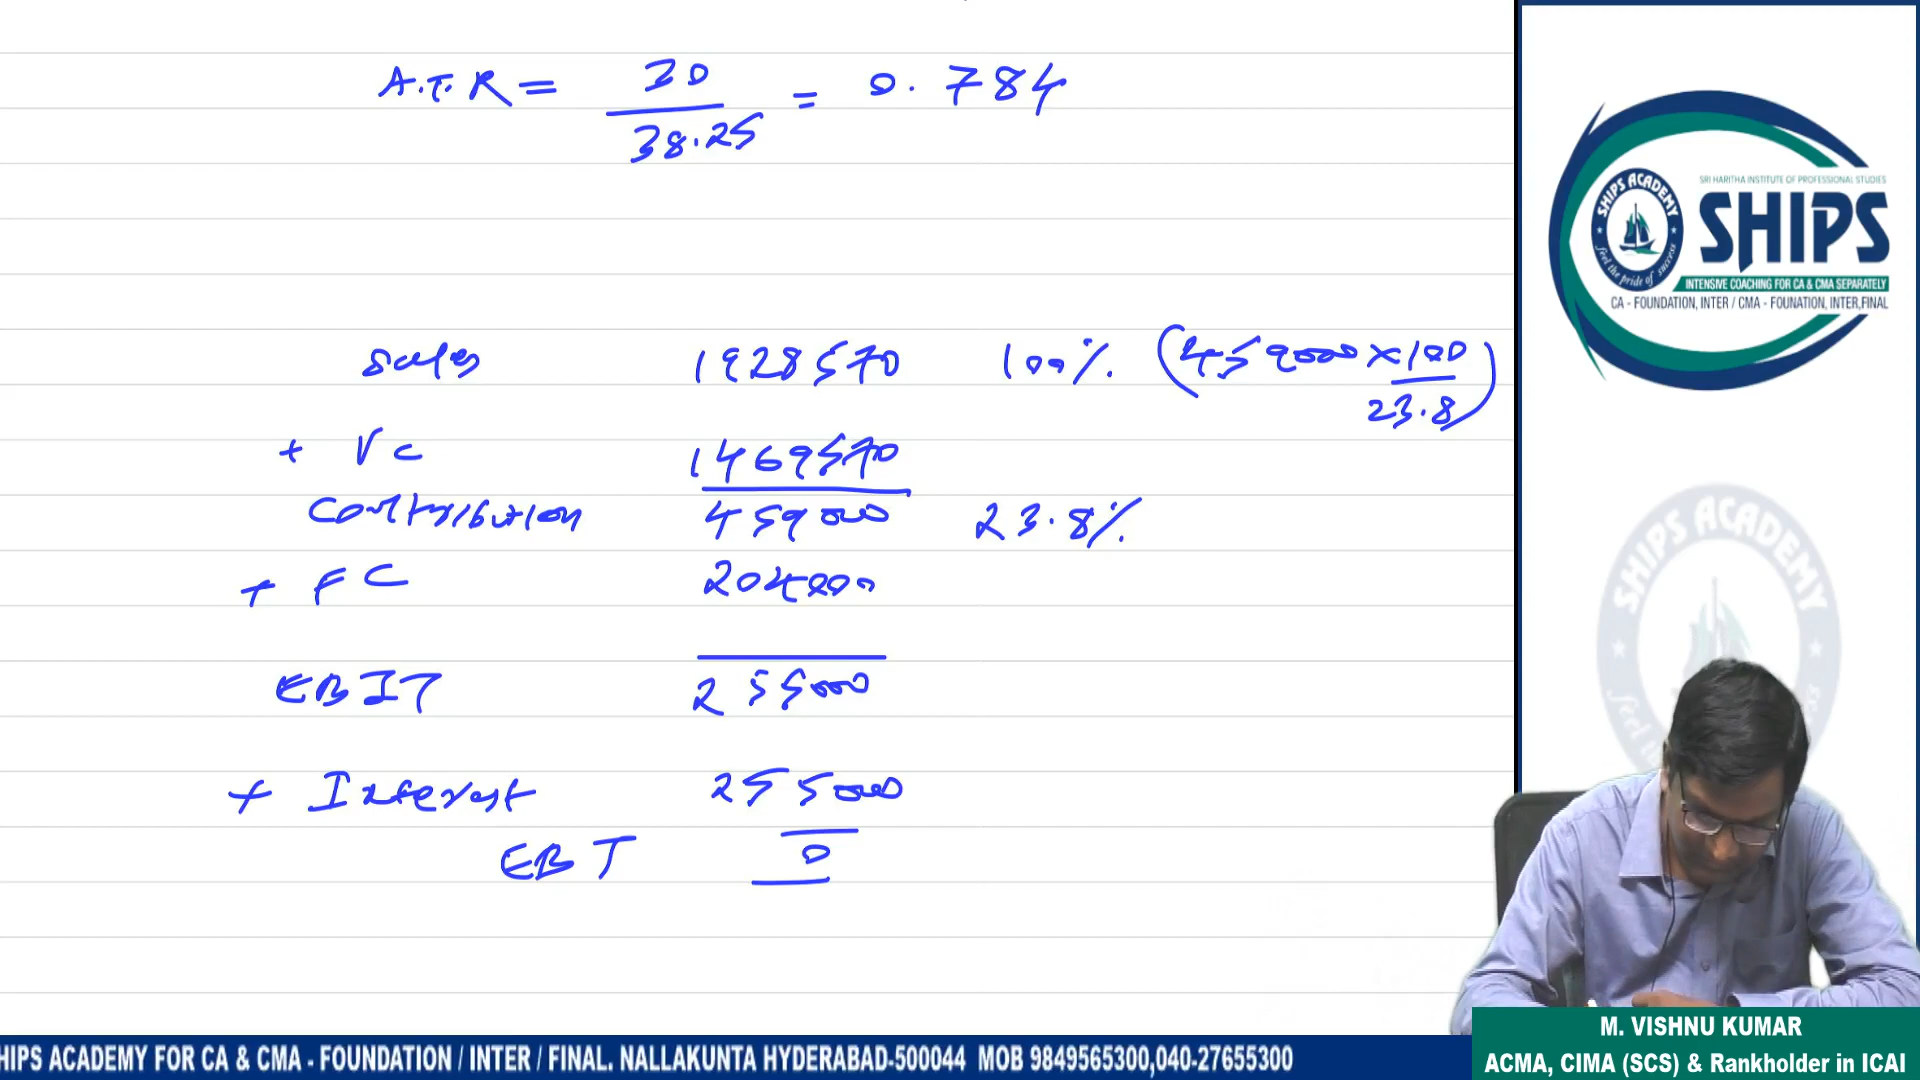 A.T.R = 30 / 38.25 = 0.784
Sales 1928570 100% (459000 × 100 / 23.8)
+ VC 1469570
Contribution 459000 23.8%
+ FC 204000
EBIT 255000
+ Interest 255000
EBT 0
SHIPS ACADEMY
feel the pride of success
SRI HARITHA INSTITUTE OF PROFESSIONAL STUDIES
SHIPS
INTENSIVE COACHING FOR CA & CMA SEPARATELY
CA - FOUNDATION, INTER / CMA - FOUNATION, INTER,FINAL
SHIPS ACADEMY
feel
ss
M. VISHNU KUMAR
ACMA, CIMA (SCS) & Rankholder in ICAI
HIPS ACADEMY FOR CA & CMA - FOUNDATION / INTER / FINAL. NALLAKUNTA HYDERABAD-500044 MOB 9849565300,040-27655300